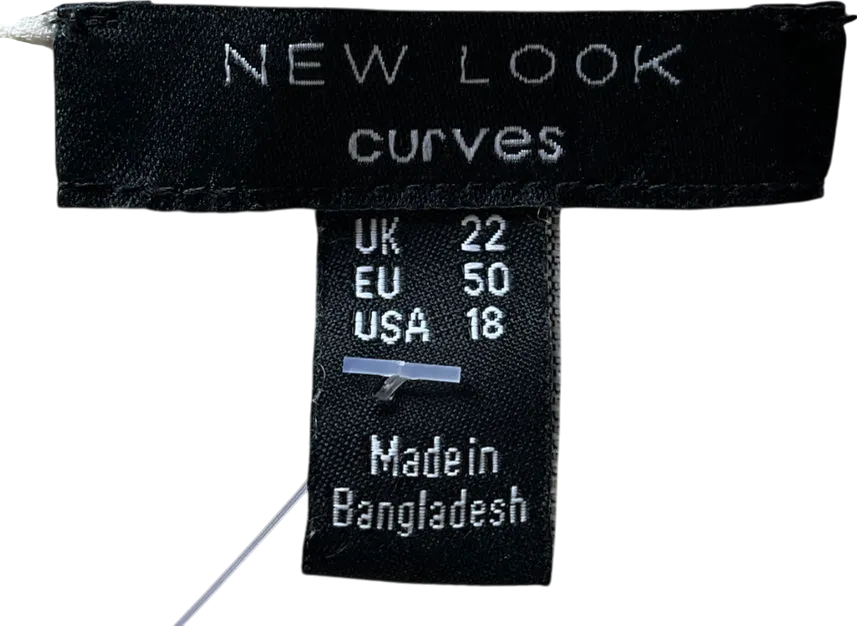 NEW LOOK
curves
UK 22
EU 50
USA 18
Made in
Bangladesh